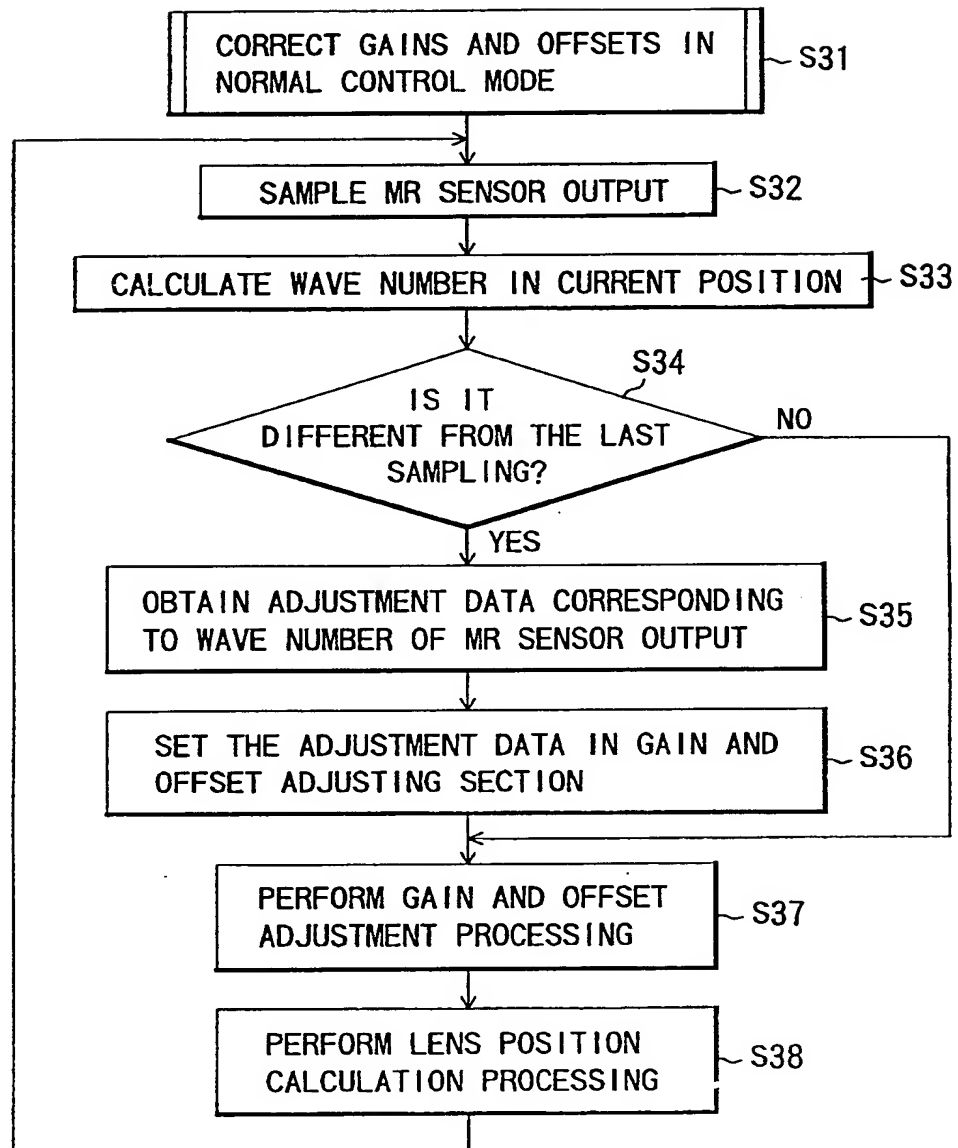 CORRECT GAINS AND OFFSETS IN
NORMAL CONTROL MODE
S31
SAMPLE MR SENSOR OUTPUT
S32
CALCULATE WAVE NUMBER IN CURRENT POSITION
S33
S34
IS IT
DIFFERENT FROM THE LAST
SAMPLING?
NO
YES
OBTAIN ADJUSTMENT DATA CORRESPONDING
TO WAVE NUMBER OF MR SENSOR OUTPUT
S35
SET THE ADJUSTMENT DATA IN GAIN AND
OFFSET ADJUSTING SECTION
S36
PERFORM GAIN AND OFFSET
ADJUSTMENT PROCESSING
S37
PERFORM LENS POSITION
CALCULATION PROCESSING
S38